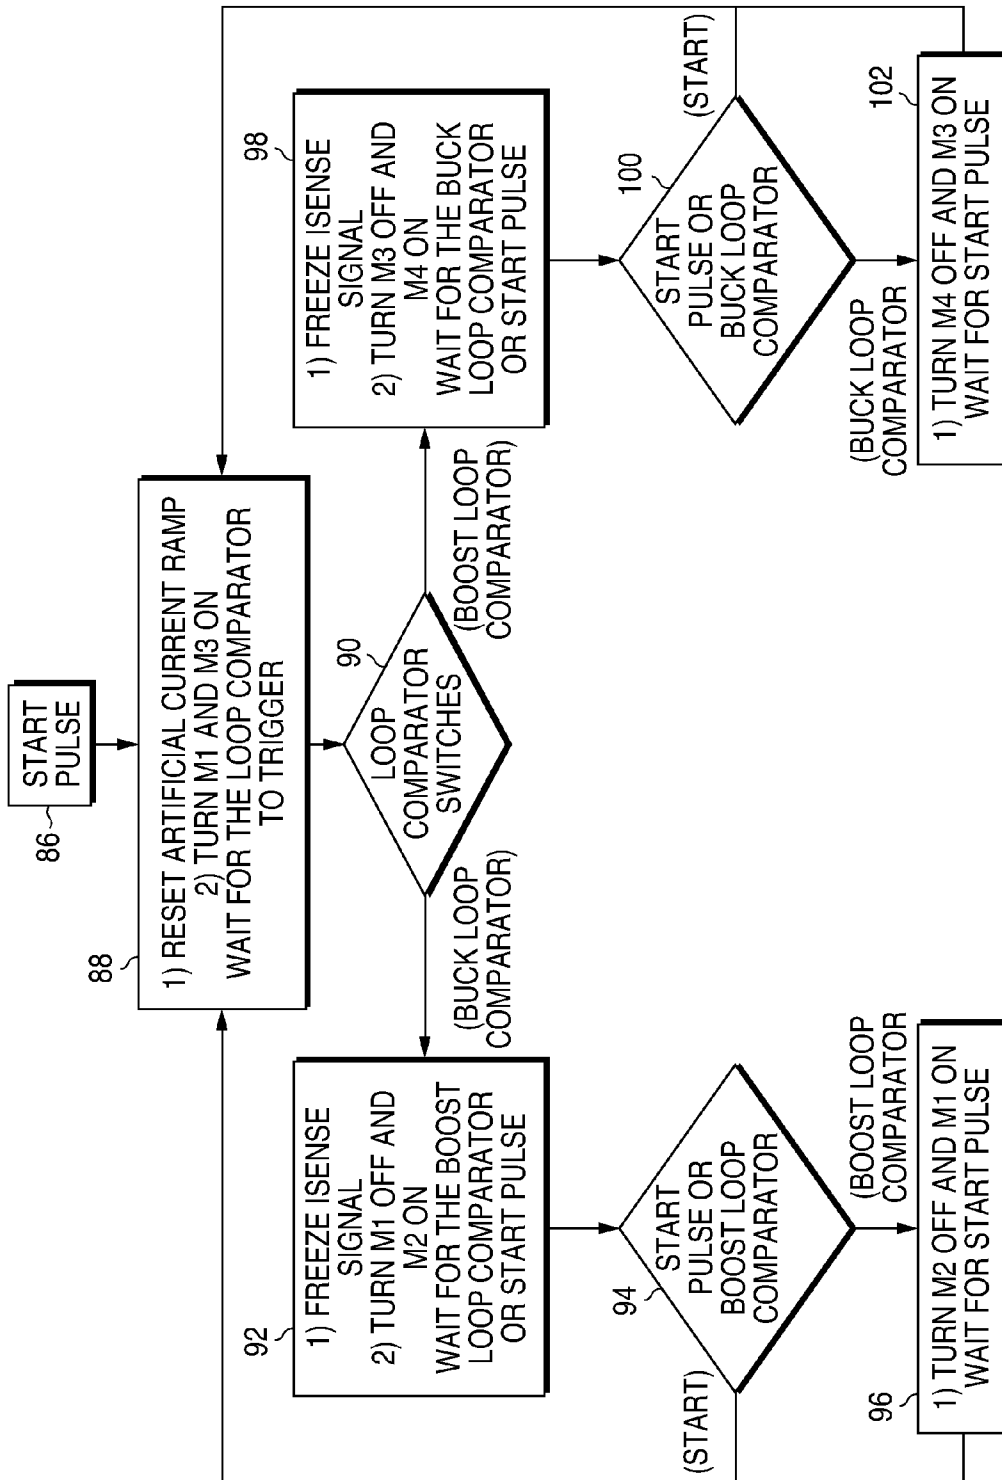 START
PULSE
86
88
1) RESET ARTIFICIAL CURRENT RAMP
2) TURN M1 AND M3 ON
WAIT FOR THE LOOP COMPARATOR
TO TRIGGER
90
LOOP
COMPARATOR
SWITCHES
(BUCK LOOP
COMPARATOR)
(BOOST LOOP
COMPARATOR)
92
1) FREEZE ISENSE
SIGNAL
2) TURN M1 OFF AND
M2 ON
WAIT FOR THE BOOST
LOOP COMPARATOR
OR START PULSE
98
1) FREEZE ISENSE
SIGNAL
2) TURN M3 OFF AND
M4 ON
WAIT FOR THE BUCK
LOOP COMPARATOR
OR START PULSE
94
START
PULSE OR
BOOST LOOP
COMPARATOR
(START)
(BOOST LOOP
COMPARATOR
100
START
PULSE OR
BUCK LOOP
COMPARATOR
(START)
(BUCK LOOP
COMPARATOR
96
1) TURN M2 OFF AND M1 ON
WAIT FOR START PULSE
102
1) TURN M4 OFF AND M3 ON
WAIT FOR START PULSE